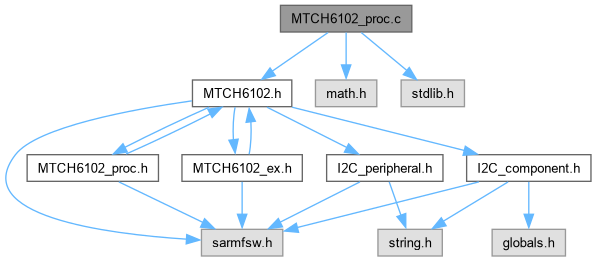 MTCH6102_proc.c
MTCH6102.h
math.h
stdlib.h
MTCH6102_proc.h
MTCH6102_ex.h
I2C_peripheral.h
I2C_component.h
sarmfsw.h
string.h
globals.h